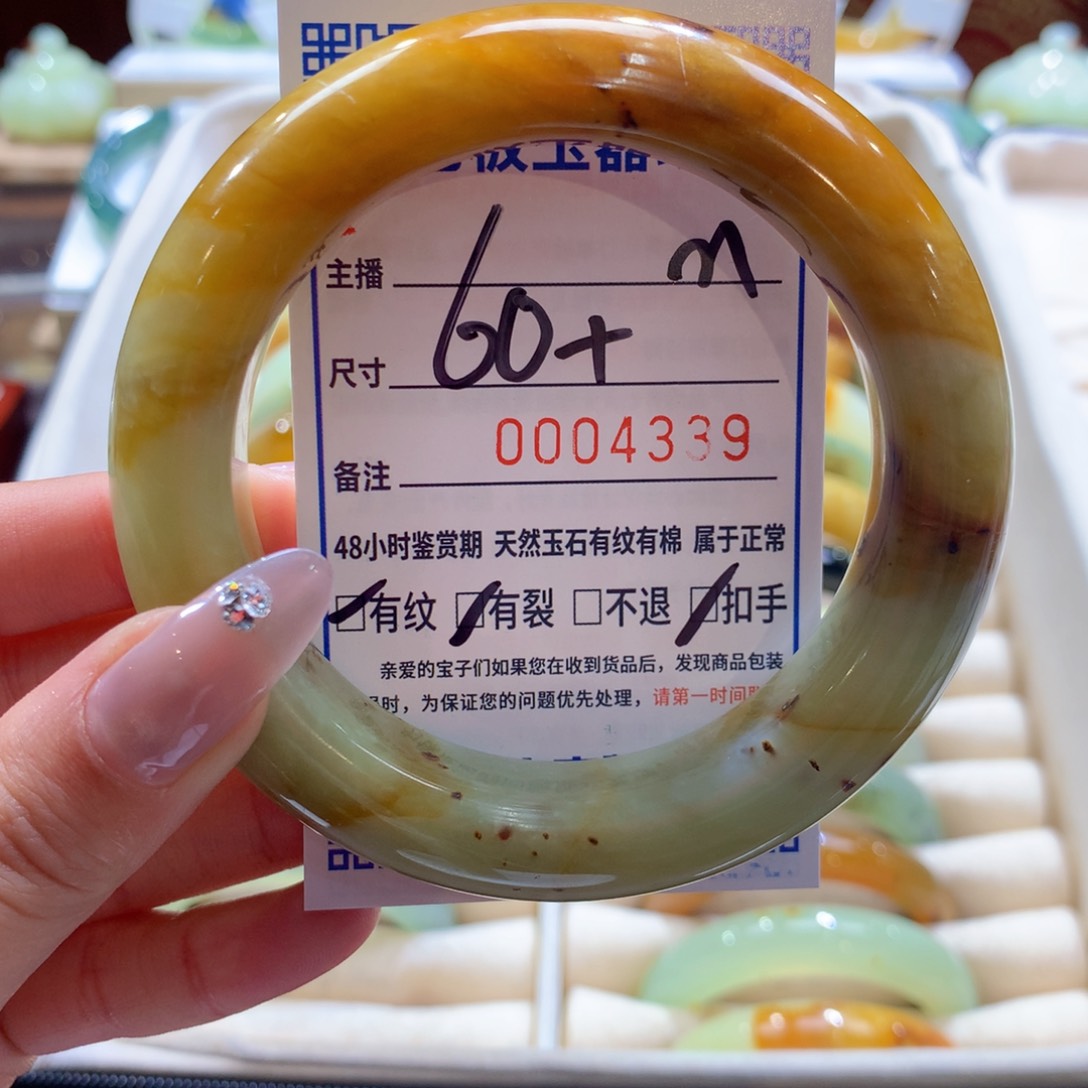 玉器
主播 M
尺寸 60+
0004339
备注
48小时鉴赏期 天然玉石有纹有棉 属于正常
☑有纹 ☑有裂 □不退 ☑扣手
亲爱的宝子们如果您在收到货品后，发现商品包装
时，为保证您的问题优先处理，请第一时间